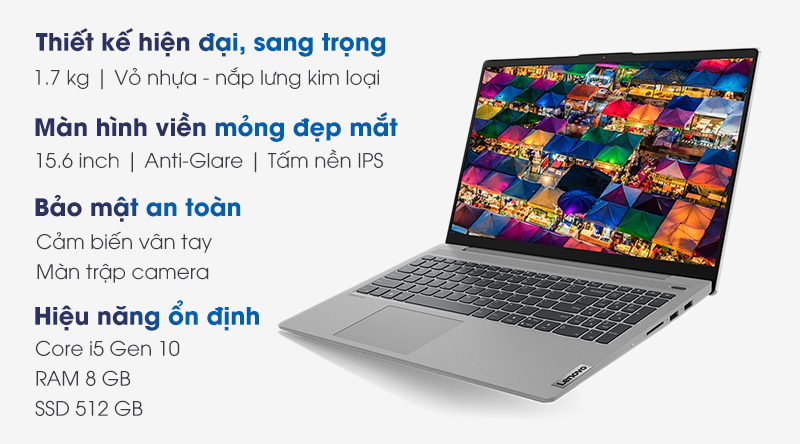 Thiết kế hiện đại, sang trọng
1.7 kg | Vỏ nhựa - nắp lưng kim loại
Màn hình viền mỏng đẹp mắt
15.6 inch | Anti-Glare | Tấm nền IPS
Bảo mật an toàn
Cảm biến vân tay
Màn trập camera
Hiệu năng ổn định
Core i5 Gen 10
RAM 8 GB
SSD 512 GB
Lenovo